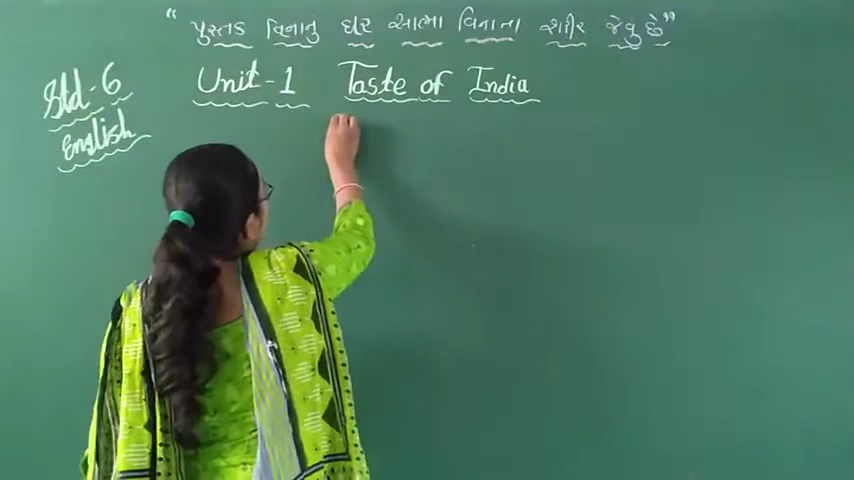 “ પુસ્તક વિનાનુ ઘર આત્મા વિનાના શરીર જેવું છે”
Std-6 Unit-1 Taste of India
English